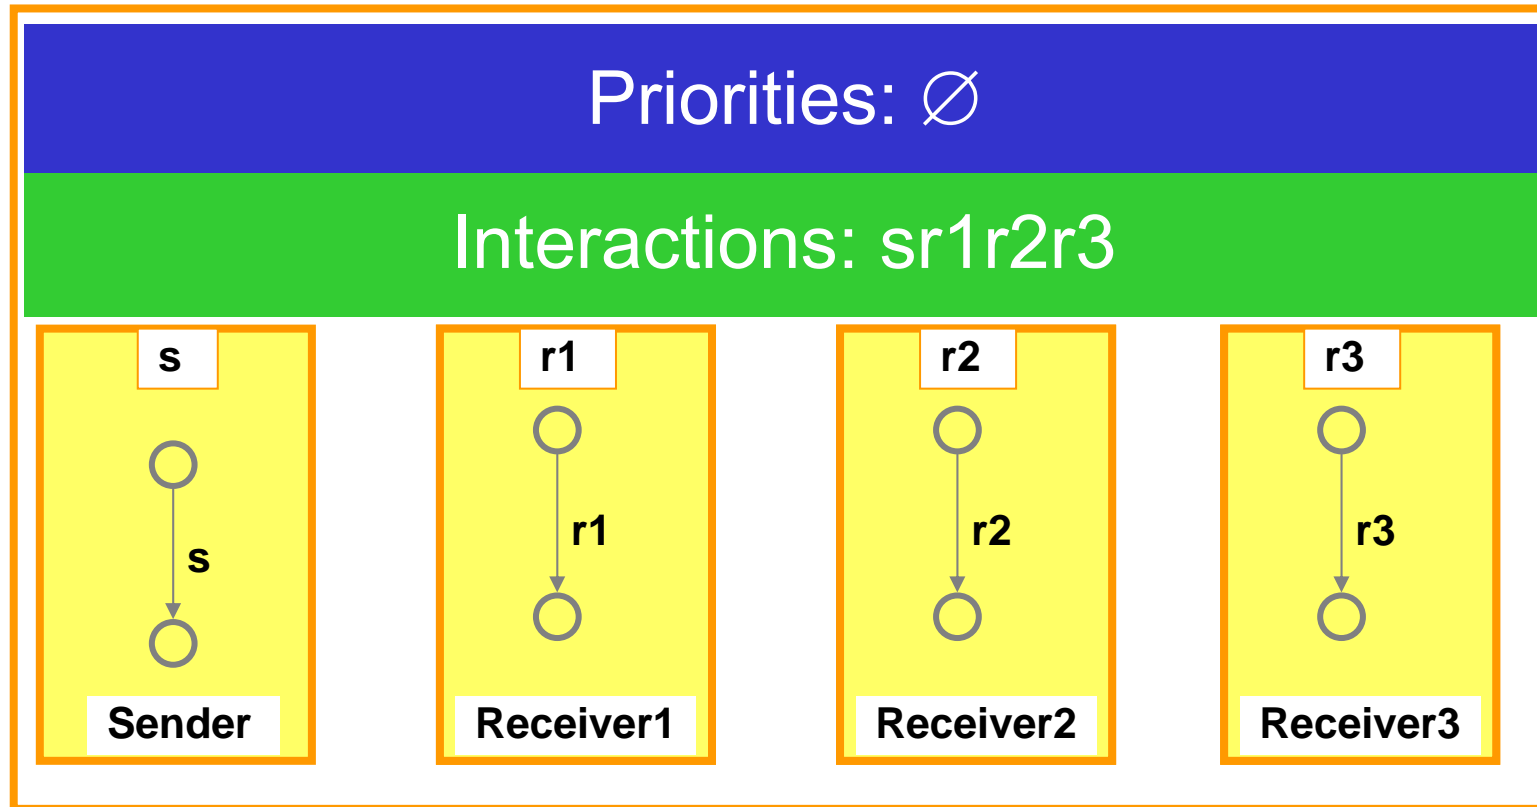 Priorities: ∅
Interactions: sr1r2r3
s r1 r2 r3
s r1 r2 r3
Sender Receiver1 Receiver2 Receiver3